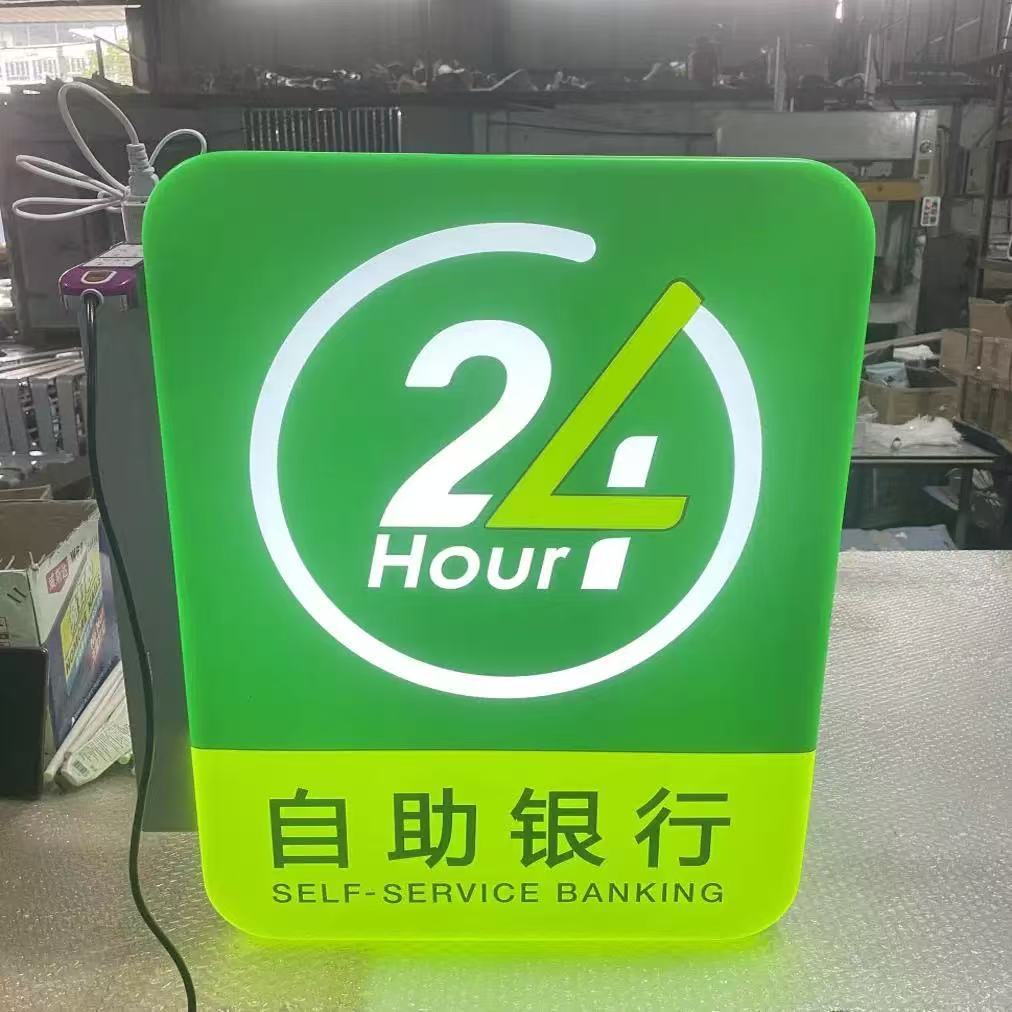 24
Hour
自助银行
SELF-SERVICE BANKING